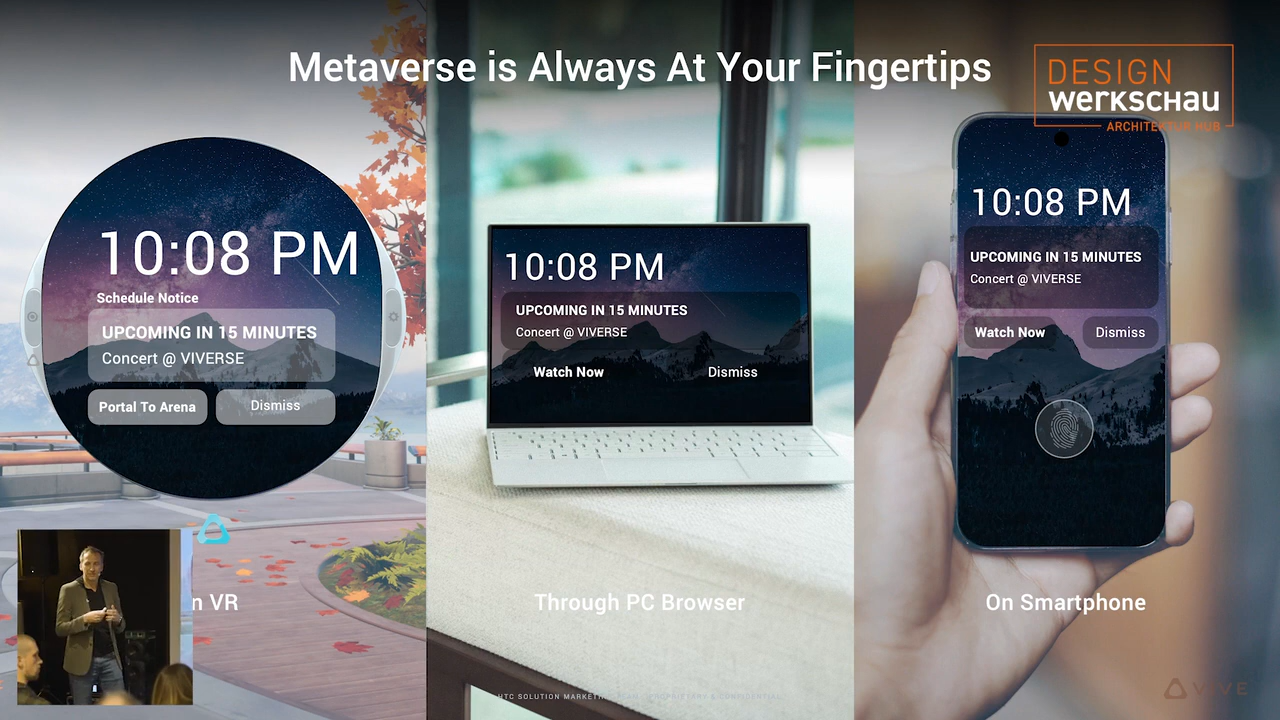 Metaverse is Always At Your Fingertips
DESIGN
werkschau
ARCHITEKTUR HUB
10:08 PM
Schedule Notice
UPCOMING IN 15 MINUTES
Concert @ VIVERSE
Portal To Arena
Dismiss
n VR
10:08 PM
UPCOMING IN 15 MINUTES
Concert @ VIVERSE
Watch Now
Dismiss
Through PC Browser
10:08 PM
UPCOMING IN 15 MINUTES
Concert @ VIVERSE
Watch Now
Dismiss
On Smartphone
HTC SOLUTION
VIVE